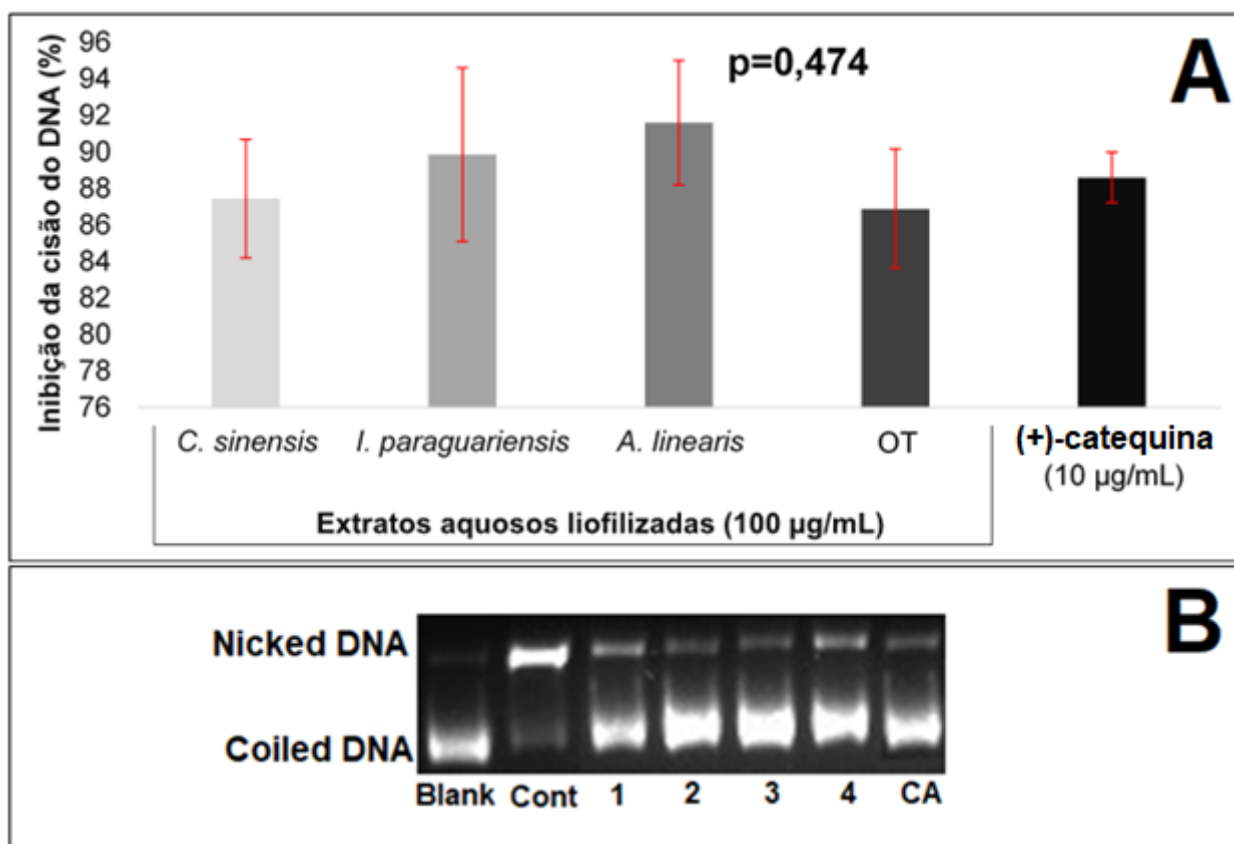 A
p=0,474
Inibição da cisão do DNA (%)
96
94
92
90
88
86
84
82
80
78
76
C. sinensis I. paraguariensis A. linearis OT (+)-catequina
(10 µg/mL)
Extratos aquosos liofilizadas (100 µg/mL)
B
Nicked DNA
Coiled DNA
Blank Cont 1 2 3 4 CA